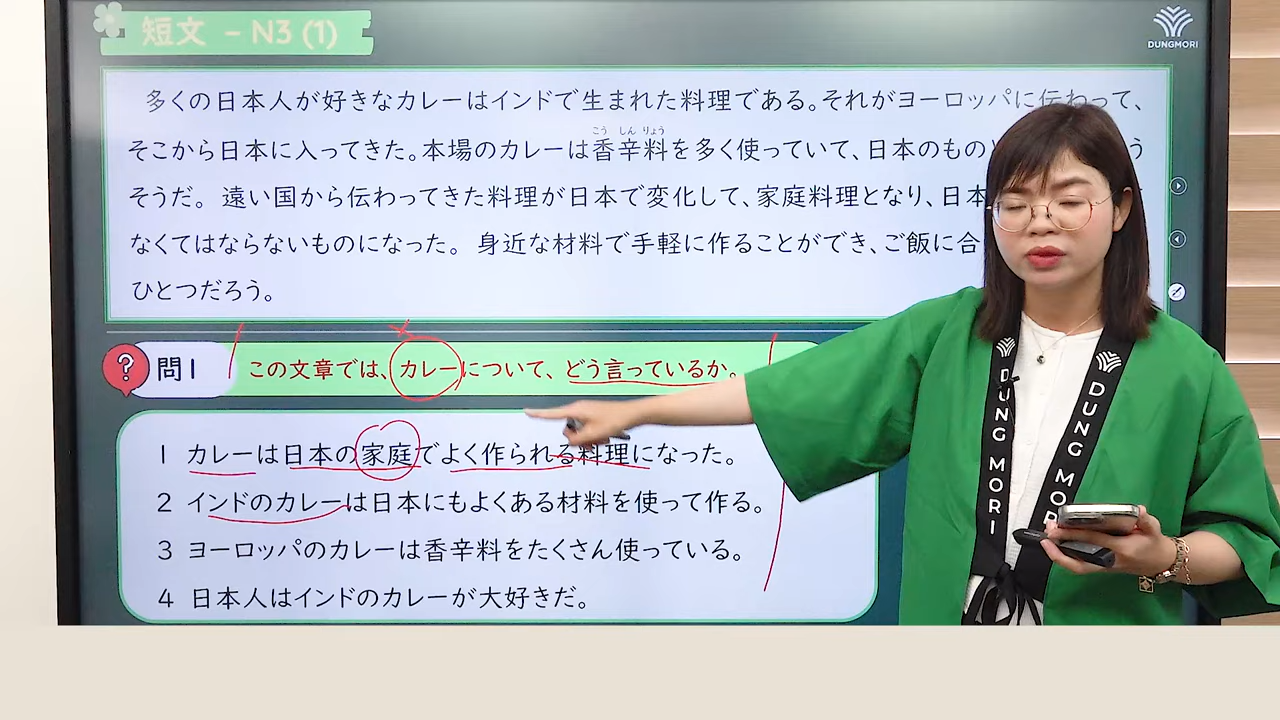 短文 － N3 (1)
DUNGMORI
多くの日本人が好きなカレーはインドで生まれた料理である。それがヨーロッパに伝わって、
こう しん りょう
そこから日本に入ってきた。本場のカレーは香辛料を多く使っていて、日本のもの う
そうだ。遠い国から伝わってきた料理が日本で変化して、家庭料理となり、日本
なくてはならないものになった。身近な材料で手軽に作ることができ、ご飯に合
ひとつだろう。
? 問1 この文章では、カレーについて、どう言っているか。
1 カレーは日本の家庭でよく作られる料理になった。
2 インドのカレーは日本にもよくある材料を使って作る。
3 ヨーロッパのカレーは香辛料をたくさん使っている。
4 日本人はインドのカレーが大好きだ。
DUNG MORI
DUNG MOR